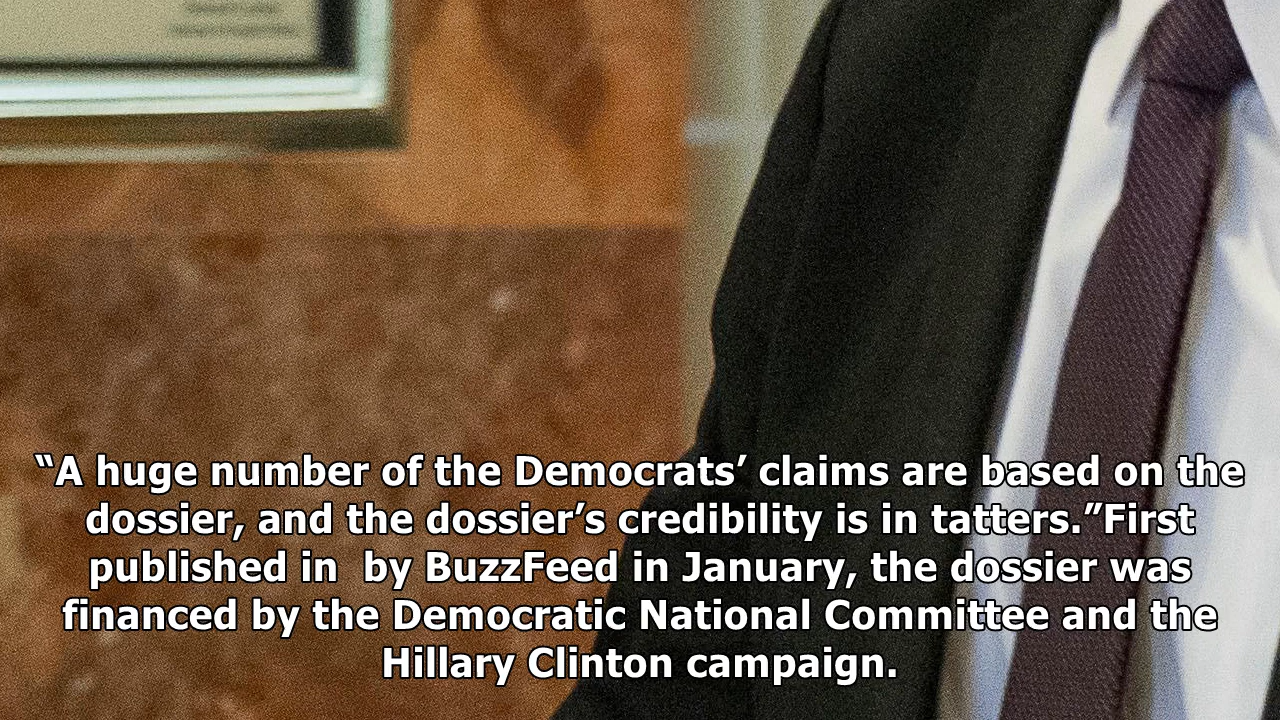 “A huge number of the Democrats’ claims are based on the
dossier, and the dossier’s credibility is in tatters.”First
published in  by BuzzFeed in January, the dossier was
financed by the Democratic National Committee and the
Hillary Clinton campaign.